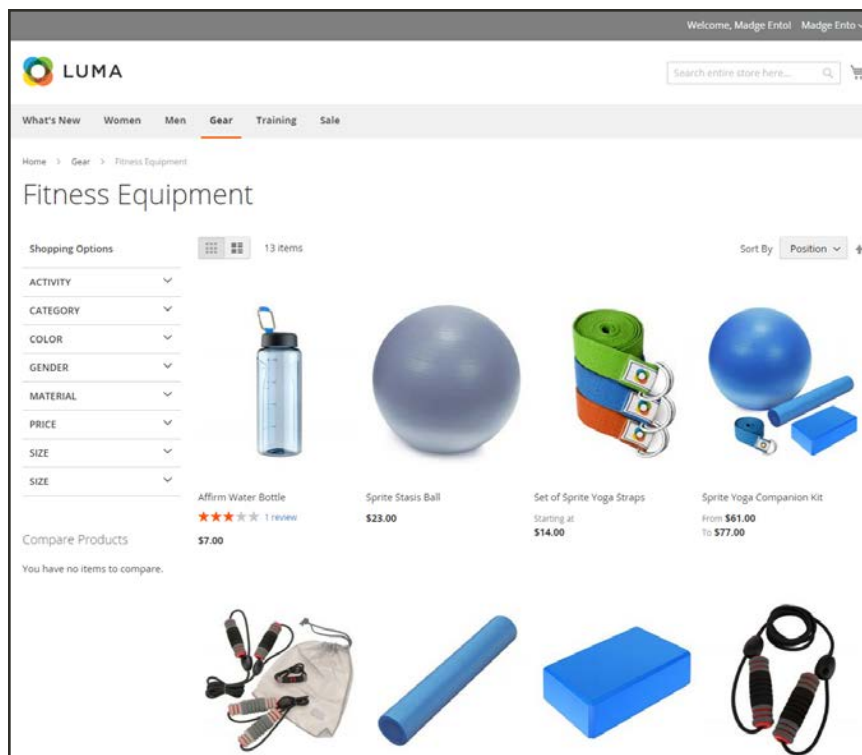 Welcome, Madge Ento! Madge Ento
LUMA
Search entire store here...
What's New Women Men Gear Training Sale
Home > Gear > Fitness Equipment
Fitness Equipment
Shopping Options
13 items
Sort By Position
ACTIVITY
CATEGORY
COLOR
GENDER
MATERIAL
PRICE
SIZE
SIZE
Compare Products
You have no items to compare.
Affirm Water Bottle
1 review
$7.00
Sprite Stasis Ball
$23.00
Set of Sprite Yoga Straps
Starting at
$14.00
Sprite Yoga Companion Kit
From $61.00
To $77.00